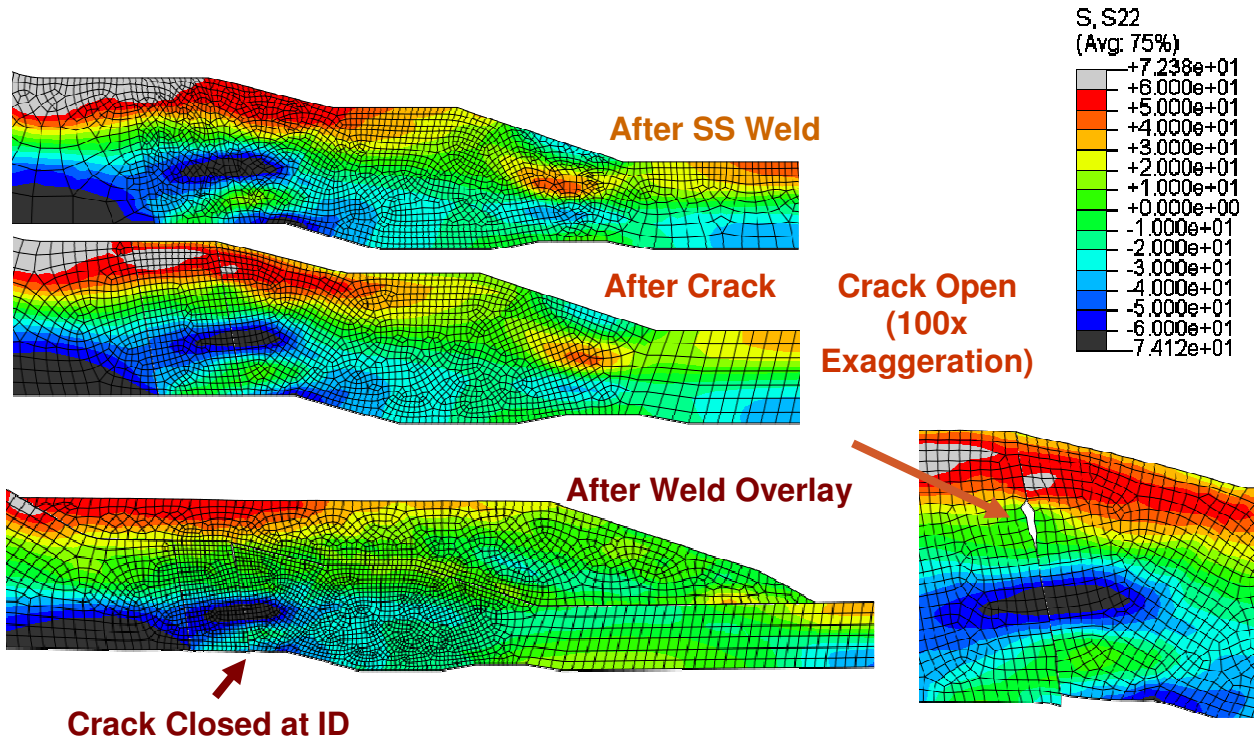 S, S22
(Avg: 75%)
+7.238e+01
+6.000e+01
+5.000e+01
+4.000e+01
+3.000e+01
+2.000e+01
+1.000e+01
+0.000e+00
-1.000e+01
-2.000e+01
-3.000e+01
-4.000e+01
-5.000e+01
-6.000e+01
-7.412e+01
After SS Weld
After Crack
Crack Open
(100x
Exaggeration)
After Weld Overlay
Crack Closed at ID